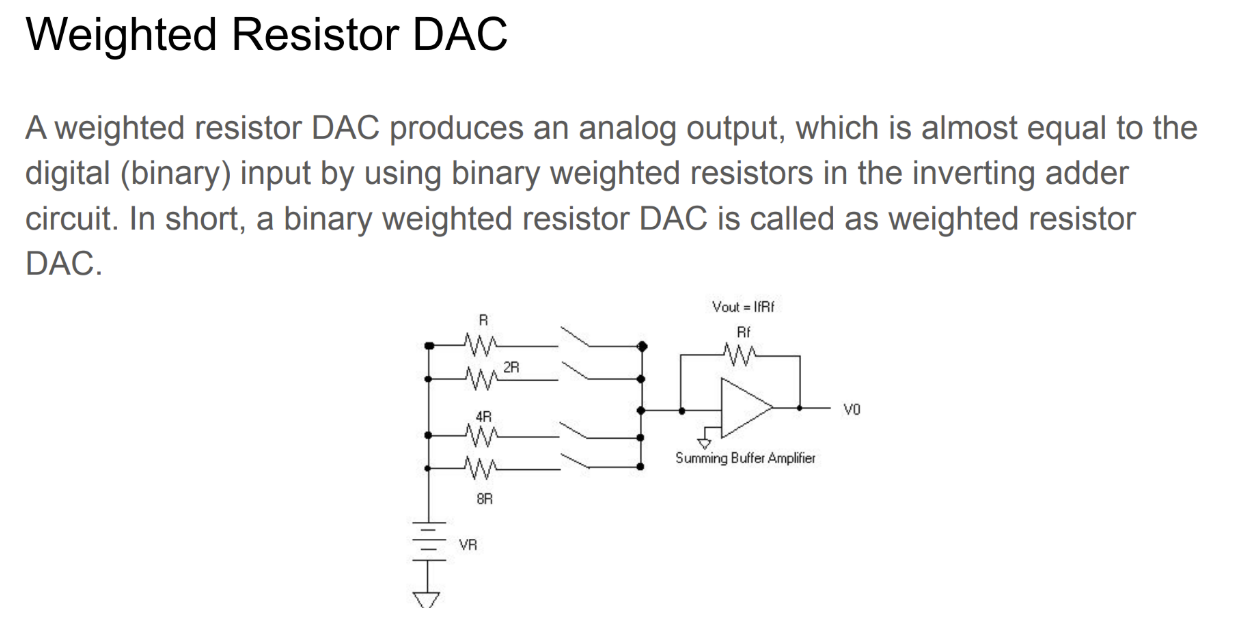 Weighted Resistor DAC
A weighted resistor DAC produces an analog output, which is almost equal to the
digital (binary) input by using binary weighted resistors in the inverting adder
circuit. In short, a binary weighted resistor DAC is called as weighted resistor
DAC.
Vout = IfRf
R
Rf
2R
4R
V0
Summing Buffer Amplifier
8R
VR